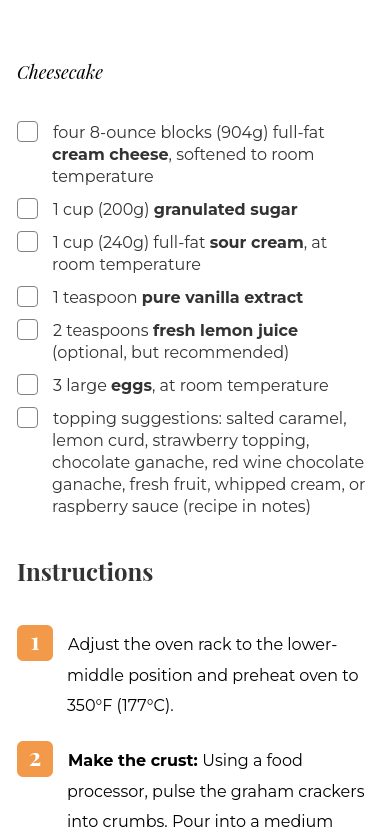 Cheesecake
four 8-ounce blocks (904g) full-fat
cream cheese, softened to room
temperature
1 cup (200g) granulated sugar
1 cup (240g) full-fat sour cream, at
room temperature
1 teaspoon pure vanilla extract
2 teaspoons fresh lemon juice
(optional, but recommended)
3 large eggs, at room temperature
topping suggestions: salted caramel,
lemon curd, strawberry topping,
chocolate ganache, red wine chocolate
ganache, fresh fruit, whipped cream, or
raspberry sauce (recipe in notes)
Instructions
1 Adjust the oven rack to the lower-
middle position and preheat oven to
350°F (177°C).
2 Make the crust: Using a food
processor, pulse the graham crackers
into crumbs. Pour into a medium